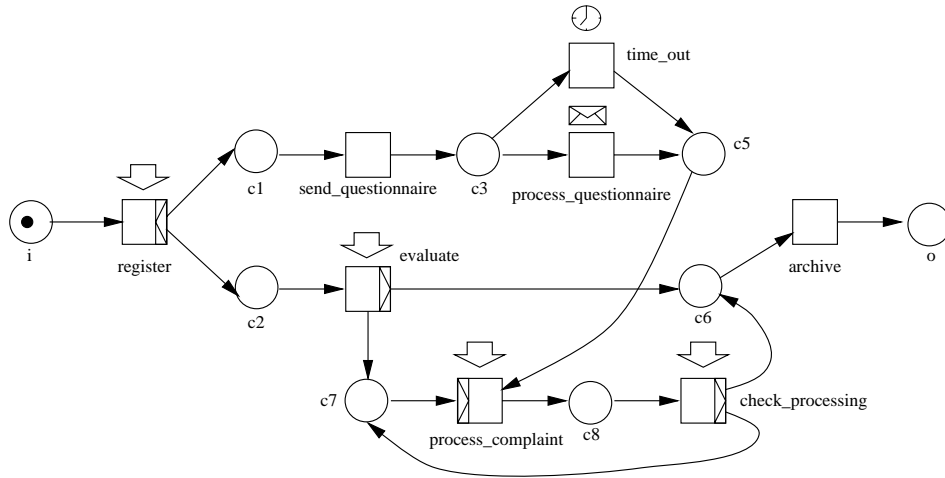 time_out
c5
c1
send_questionnaire
c3
process_questionnaire
i
register
evaluate
archive
o
c2
c6
c7
process_complaint
c8
check_processing